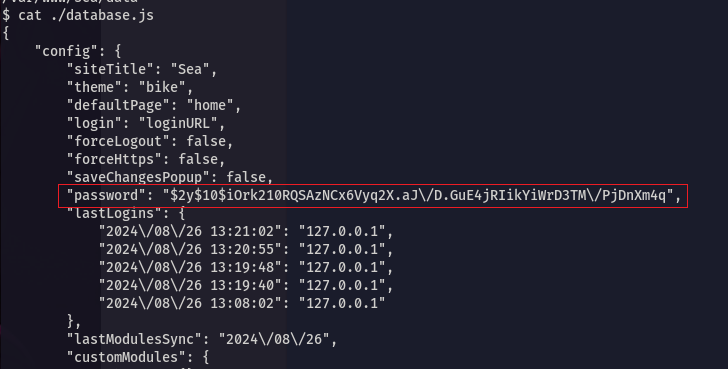 /var/www/sea/data
$ cat ./database.js
{
    "config": {
        "siteTitle": "Sea",
        "theme": "bike",
        "defaultPage": "home",
        "login": "loginURL",
        "forceLogout": false,
        "forceHttps": false,
        "saveChangesPopup": false,
        "password": "$2y$10$iOrk210RQSAzNCx6Vyq2X.aJ\/D.GuE4jRIikYiWrD3TM\/PjDnXm4q",
        "lastLogins": {
            "2024\/08\/26 13:21:02": "127.0.0.1",
            "2024\/08\/26 13:20:55": "127.0.0.1",
            "2024\/08\/26 13:19:48": "127.0.0.1",
            "2024\/08\/26 13:19:40": "127.0.0.1",
            "2024\/08\/26 13:08:02": "127.0.0.1"
        },
        "lastModulesSync": "2024\/08\/26",
        "customModules": {